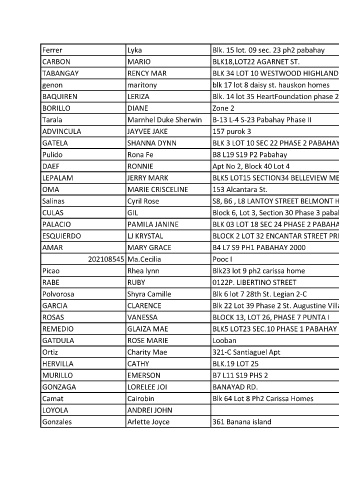 Ferrer Lyka Blk. 15 lot. 09 sec. 23 ph2 pabahay
CARBON MARIO BLK18,LOT22 AGARNET ST.
TABANGAY RENCY MAR BLK 34 LOT 10 WESTWOOD HIGHLAND
genon maritony blk 17 lot 8 daisy st. hauskon homes
BAQUIREN LERIZA Blk. 14 lot 35 HeartFoundation phase 2
BORILLO DIANE Zone 2
Tarala Marnhel Duke Sherwin B-13 L-4 S-23 Pabahay Phase II
ADVINCULA JAYVEE JAKE 157 purok 3
GATELA SHANNA DYNN BLK 3 LOT 10 SEC 22 PHASE 2 PABAHAY
Pulido Rona Fe B8 L19 S19 P2 Pabahay
DAEF RONNIE Apt No 2, Block 40 Lot 4
LEPALAM JERRY MARK BLK5 LOT15 SECTION34 BELLEVIEW ME
OMA MARIE CRISCELINE 153 Alcantara St.
Salinas Cyril Rose S8, B6 , L8 LANTOY STREET BELMONT H
CULAS GIL Block 6, Lot 3, Section 30 Phase 3 pabal
PALACIO PAMILA JANINE BLK 03 LOT 18 SEC 24 PHASE 2 PABAHA
ESQUIERDO LJ KRYSTAL BLOCK 2 LOT 32 ENCANTAR STREET PRI
AMAR MARY GRACE B4 L7 S9 PH1 PABAHAY 2000
202108545 Ma.Cecilia Pooc I
Picao Rhea lynn Blk23 lot 9 ph2 carissa home
RABE RUBY 0122P. LIBERTINO STREET
Polvorosa Shyra Camille Blk 6 lot 7 28th St. Legian 2-C
GARCIA CLARENCE Blk 22 Lot 39 Phase 2 St. Augustine Villa
ROSAS VANESSA BLOCK 13, LOT 26, PHASE 7 PUNTA I
REMEDIO GLAIZA MAE BLK5 LOT23 SEC.10 PHASE 1 PABAHAY
GATDULA ROSE MARIE Looban
Ortiz Charity Mae 321-C Santiaguel Apt
HERVILLA CATHY BLK.19 LOT 25
MURILLO EMERSON B7 L11 S19 PHS 2
GONZAGA LORELEE JOI BANAYAD RD.
Camat Cairobin Blk 64 Lot 8 Ph2 Carissa Homes
LOYOLA ANDREI JOHN
Gonzales Arlette Joyce 361 Banana island